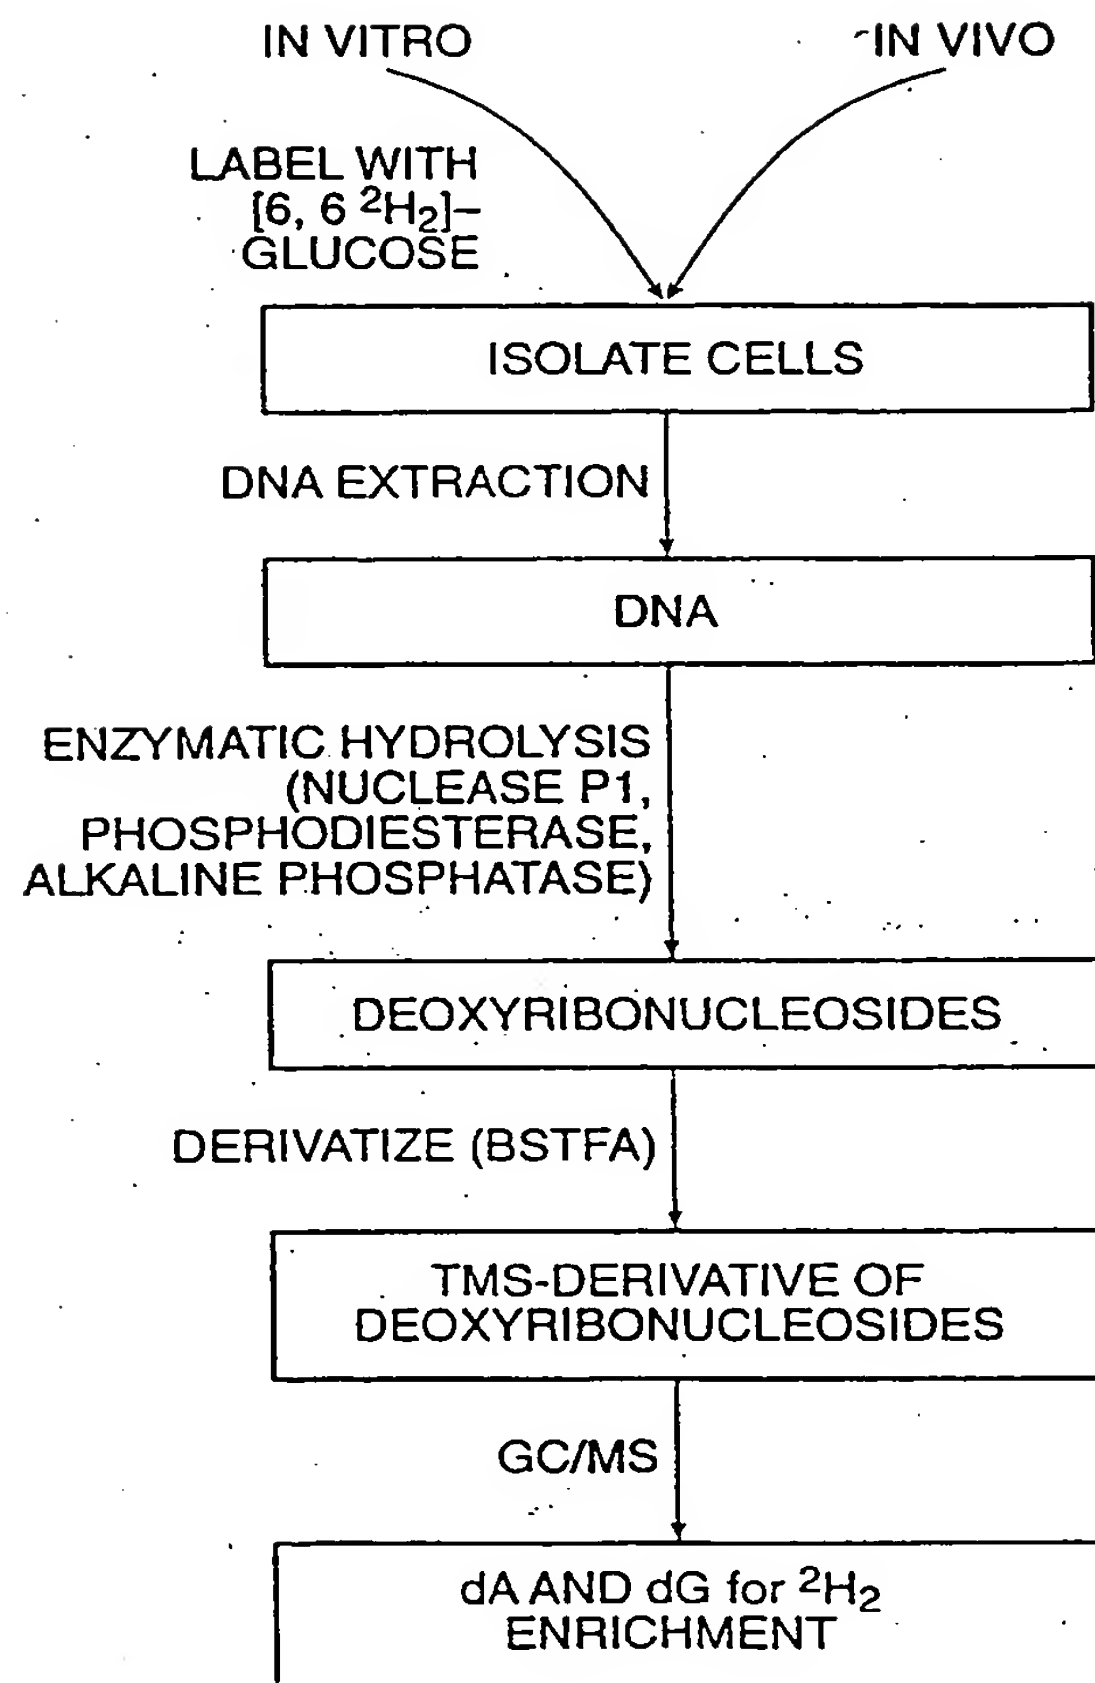 IN VITRO
IN VIVO
LABEL WITH
[6, 6 ²H₂]–
GLUCOSE
ISOLATE CELLS
DNA EXTRACTION
DNA
ENZYMATIC HYDROLYSIS
(NUCLEASE P1,
PHOSPHODIESTERASE,
ALKALINE PHOSPHATASE)
DEOXYRIBONUCLEOSIDES
DERIVATIZE (BSTFA)
TMS-DERIVATIVE OF
DEOXYRIBONUCLEOSIDES
GC/MS
dA AND dG for ²H₂
ENRICHMENT